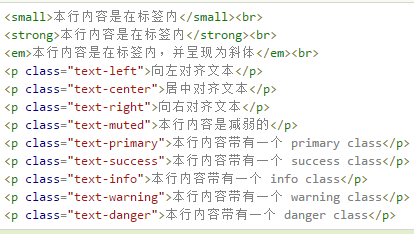 <small>本行内容是在标签内</small><br>
<strong>本行内容是在标签内</strong><br>
<em>本行内容是在标签内，并呈现为斜体</em><br>
<p class="text-left">向左对齐文本</p>
<p class="text-center">居中对齐文本</p>
<p class="text-right">向右对齐文本</p>
<p class="text-muted">本行内容是减弱的</p>
<p class="text-primary">本行内容带有一个 primary class</p>
<p class="text-success">本行内容带有一个 success class</p>
<p class="text-info">本行内容带有一个 info class</p>
<p class="text-warning">本行内容带有一个 warning class</p>
<p class="text-danger">本行内容带有一个 danger class</p>